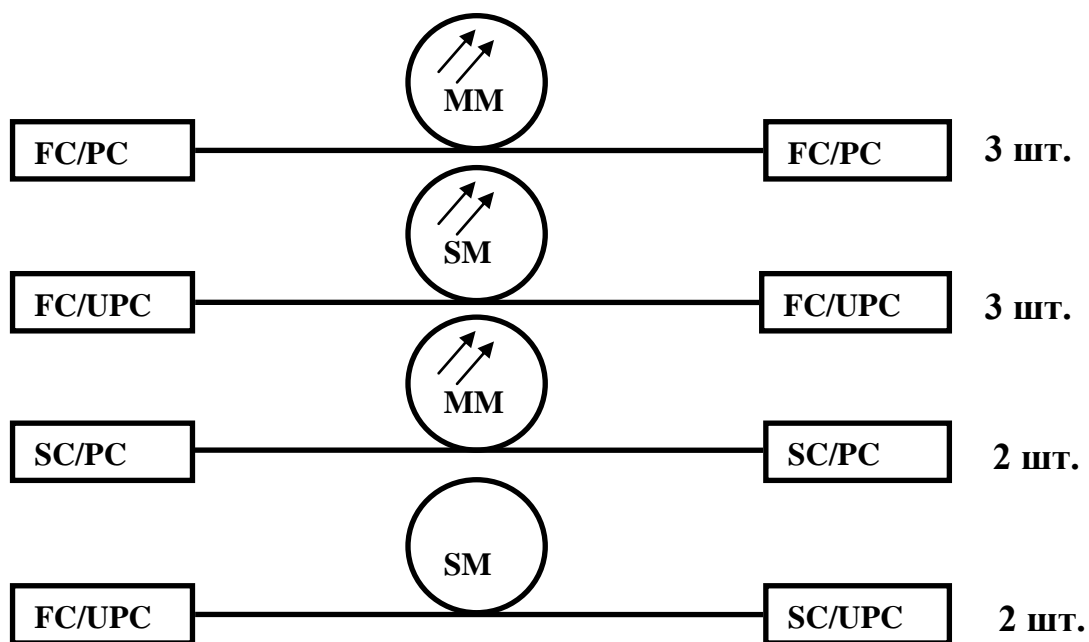 MM
FC/PC FC/PC 3 шт.
SM
FC/UPC FC/UPC 3 шт.
MM
SC/PC SC/PC 2 шт.
SM
FC/UPC SC/UPC 2 шт.